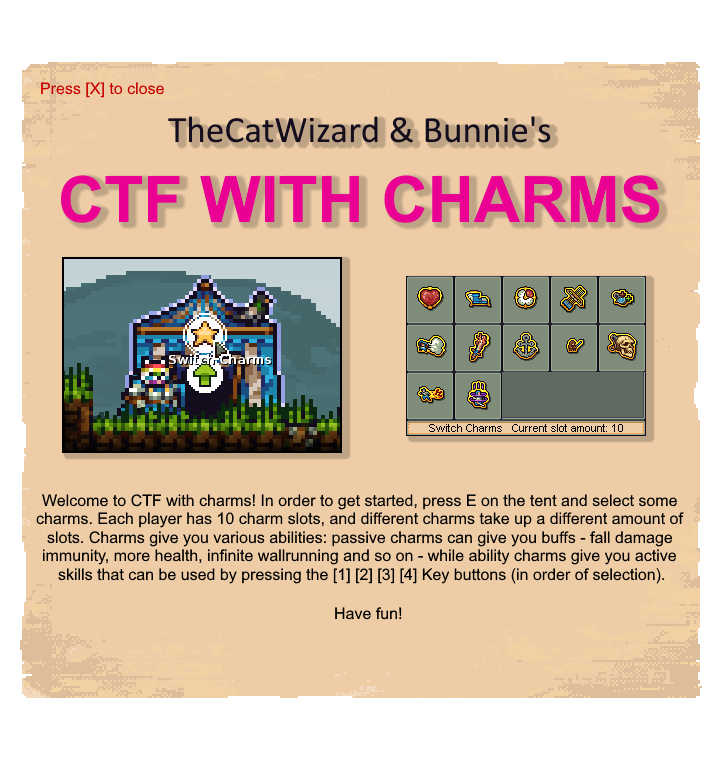 Press [X] to close
TheCatWizard & Bunnie's
CTF WITH CHARMS
Switch Charms
Switch Charms Current slot amount: 10
Welcome to CTF with charms! In order to get started, press E on the tent and select some
charms. Each player has 10 charm slots, and different charms take up a different amount of
slots. Charms give you various abilities: passive charms can give you buffs - fall damage
immunity, more health, infinite wallrunning and so on - while ability charms give you active
skills that can be used by pressing the [1] [2] [3] [4] Key buttons (in order of selection).
Have fun!